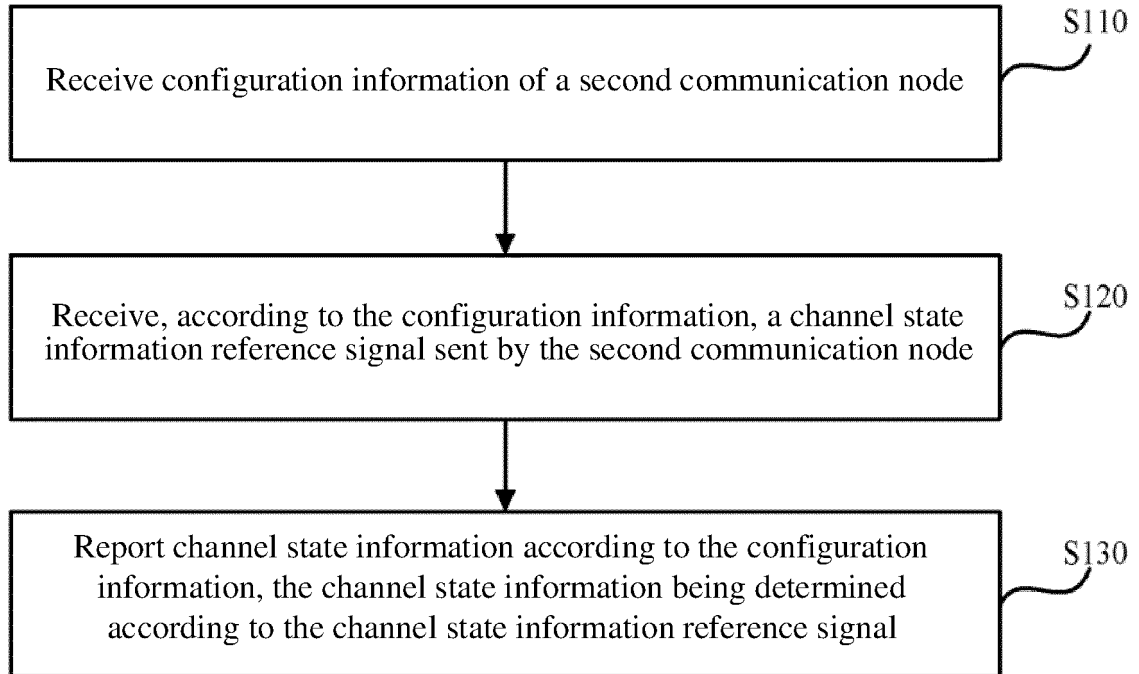 S110
Receive configuration information of a second communication node
S120
Receive, according to the configuration information, a channel state
information reference signal sent by the second communication node
S130
Report channel state information according to the configuration
information, the channel state information being determined
according to the channel state information reference signal